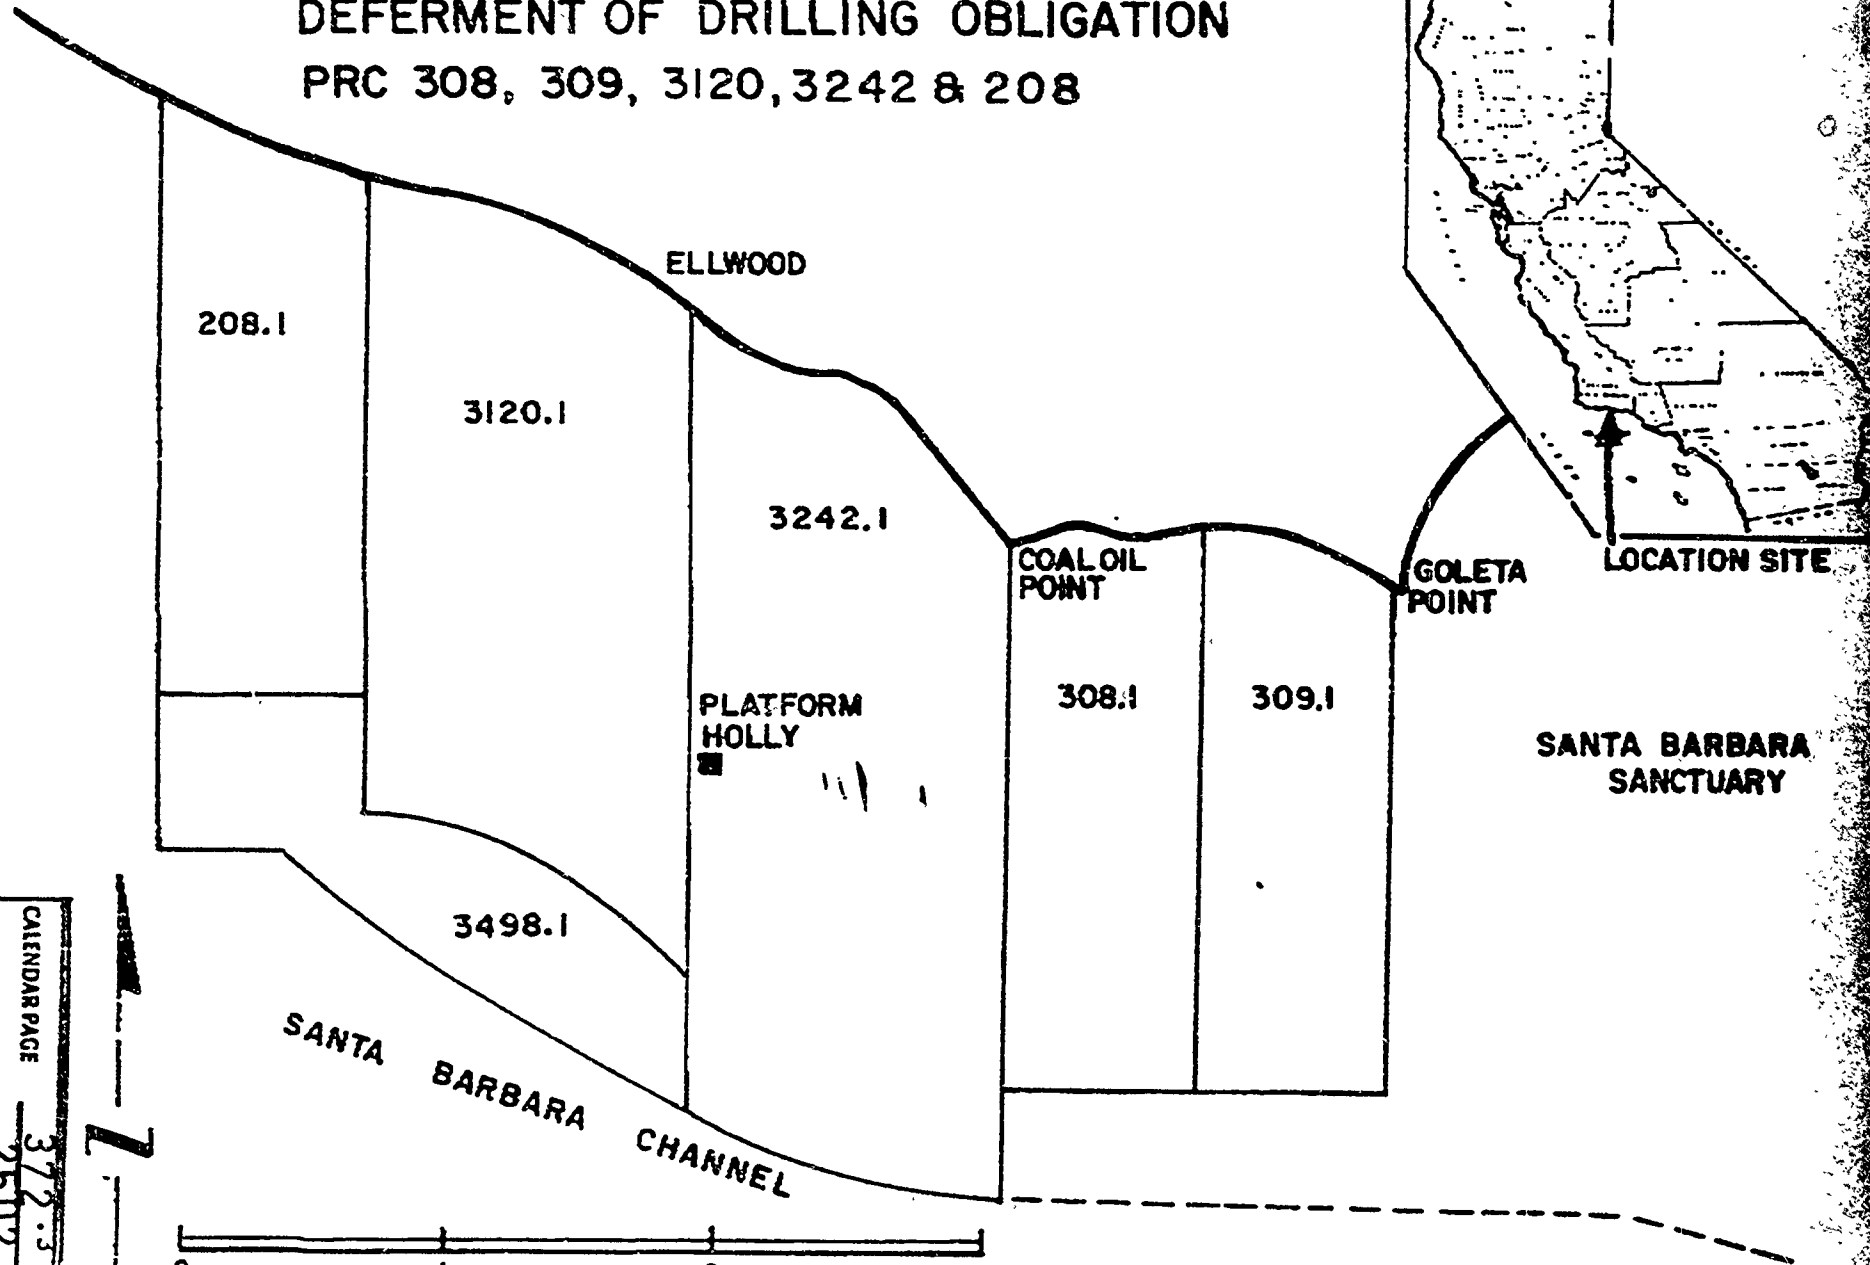 DEFERMENT OF DRILLING OBLIGATION
PRC 308, 309, 3120, 3242 & 208
ELLWOOD
208.1
3120.1
3242.1
COAL OIL
POINT
GOLETA
POINT
LOCATION SITE
PLATFORM
HOLLY
308.1
309.1
SANTA BARBARA
SANCTUARY
3498.1
SANTA BARBARA CHANNEL
CALENDAR PAGE 372.3
Z